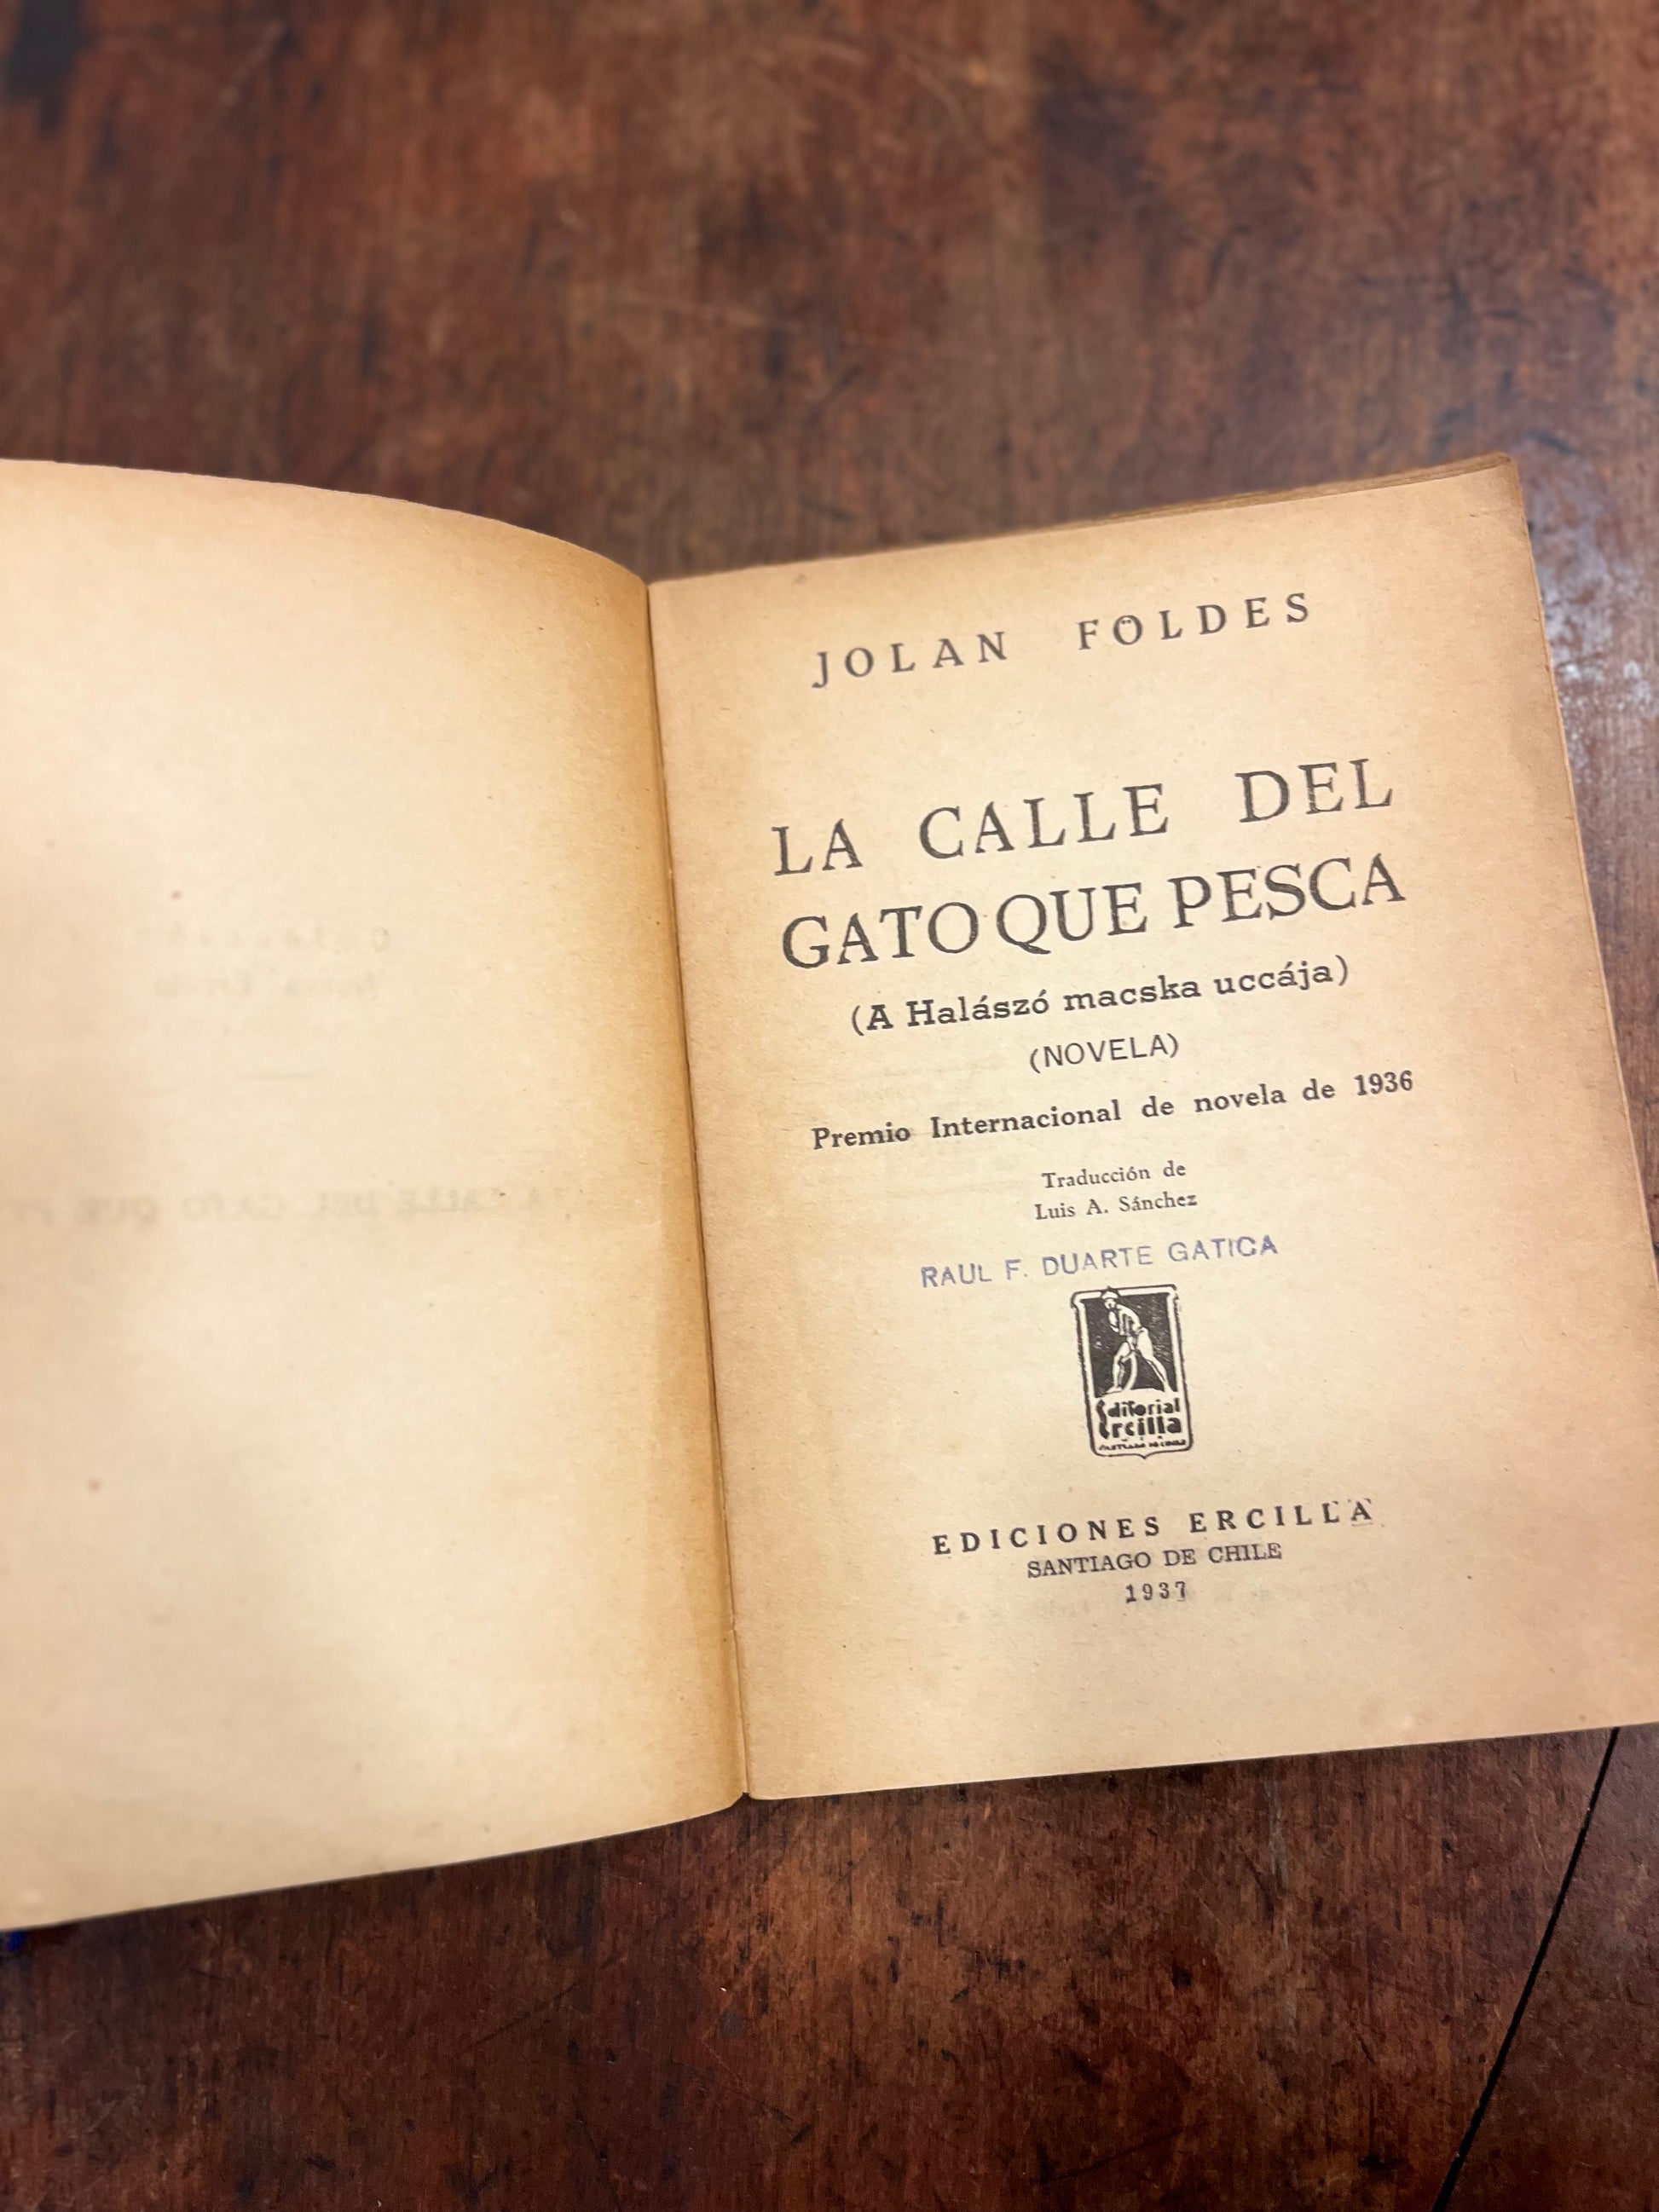 JOLAN FÖLDES
LA CALLE DEL
GATO QUE PESCA
(A Halászó macska uccája)
(NOVELA)
Premio Internacional de novela de 1936
Traducción de
Luis A. Sánchez
RAUL F. DUARTE GATICA
Editorial
Ercilla
EDICIONES ERCILLA
SANTIAGO DE CHILE
1937